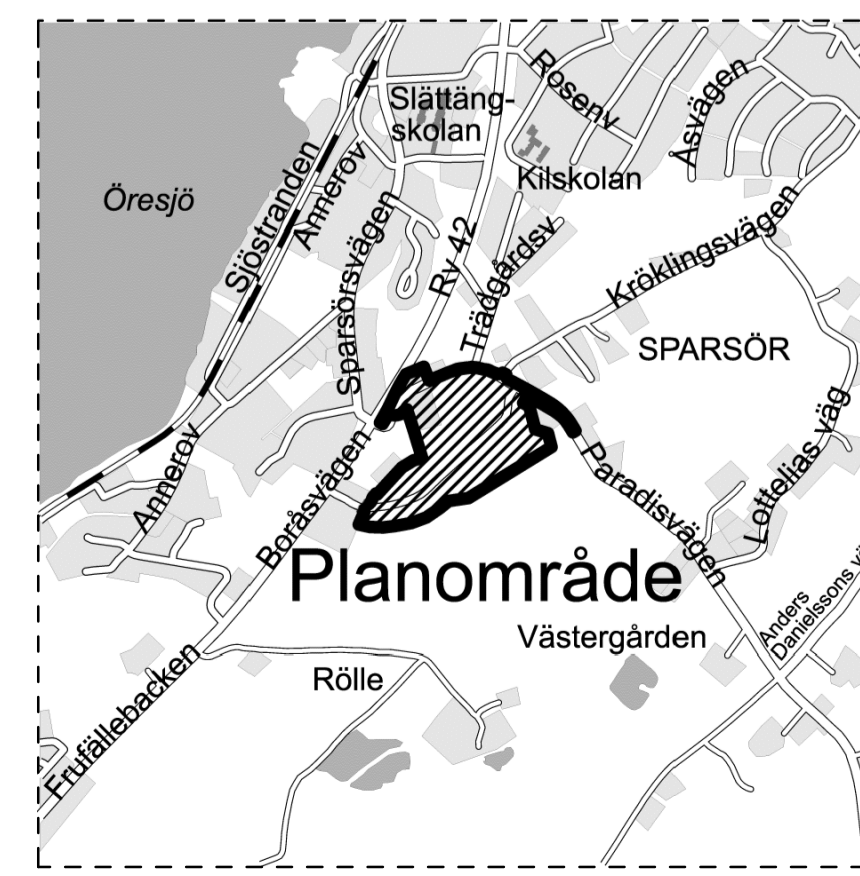 Slättäng-
skolan
Rosenv
Åsvägen
Öresjö
Sjöstranden
Annerov
Kilskolan
Sparsörsvägen
Rv 42
Trädgårdsv
Kröklingsvägen
SPARSÖR
Annerov
Boråsvägen
Paradisvägen
Lottelias väg
Planområde
Västergården
Anders
Danielssons v
Rölle
Frufällebacken